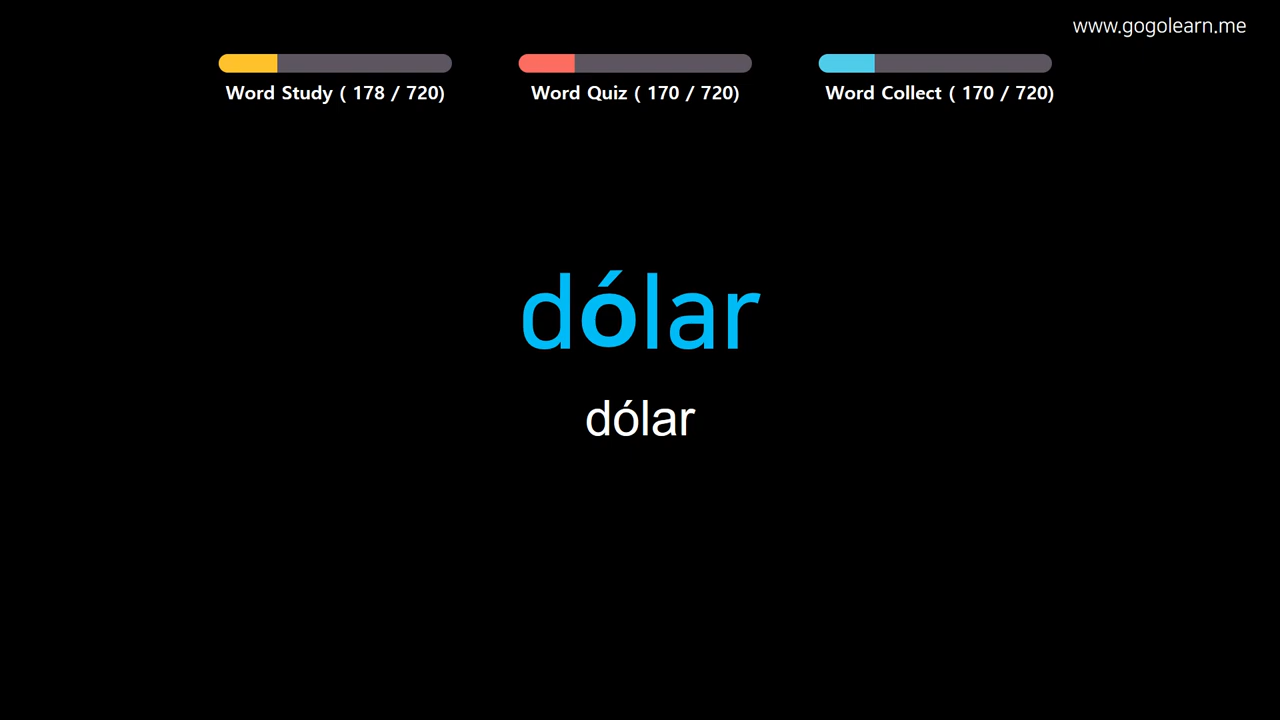 www.gogolearn.me
Word Study ( 178 / 720)
Word Quiz ( 170 / 720)
Word Collect ( 170 / 720)
dólar
dólar